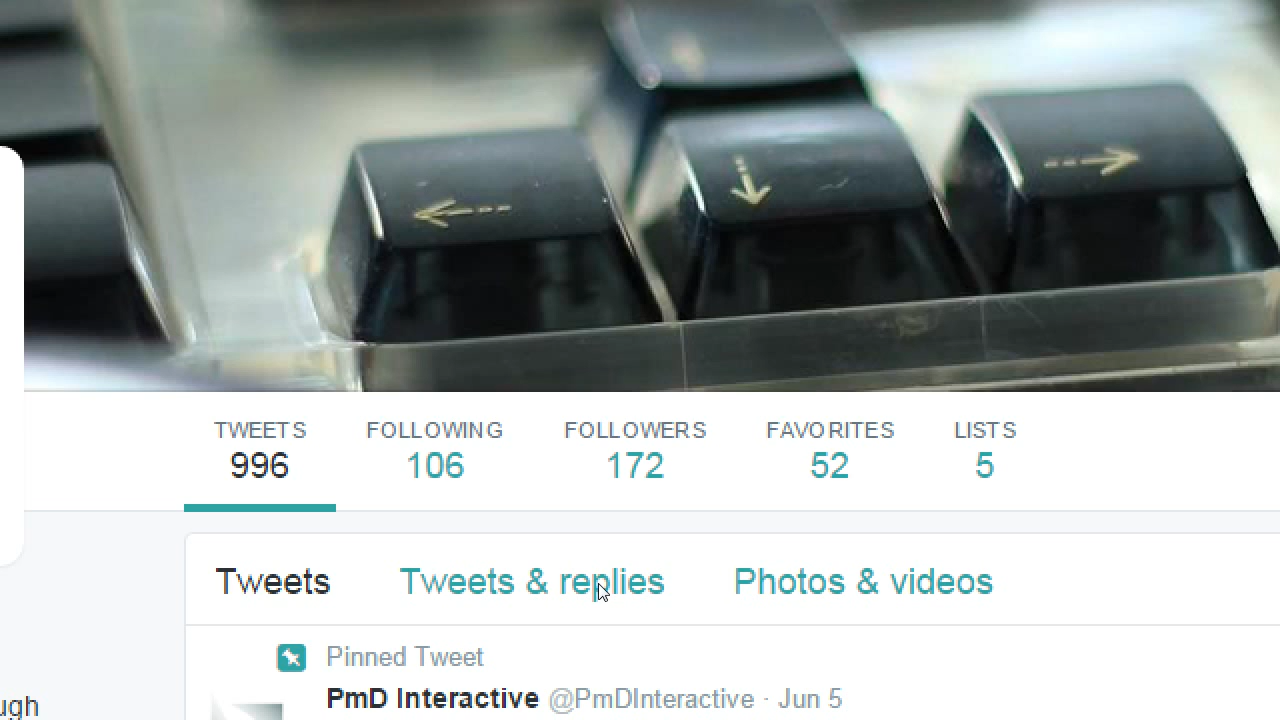 TWEETS FOLLOWING FOLLOWERS FAVORITES LISTS
996 106 172 52 5
Tweets Tweets & replies Photos & videos
Pinned Tweet
PmD Interactive @PmDInteractive · Jun 5
ugh